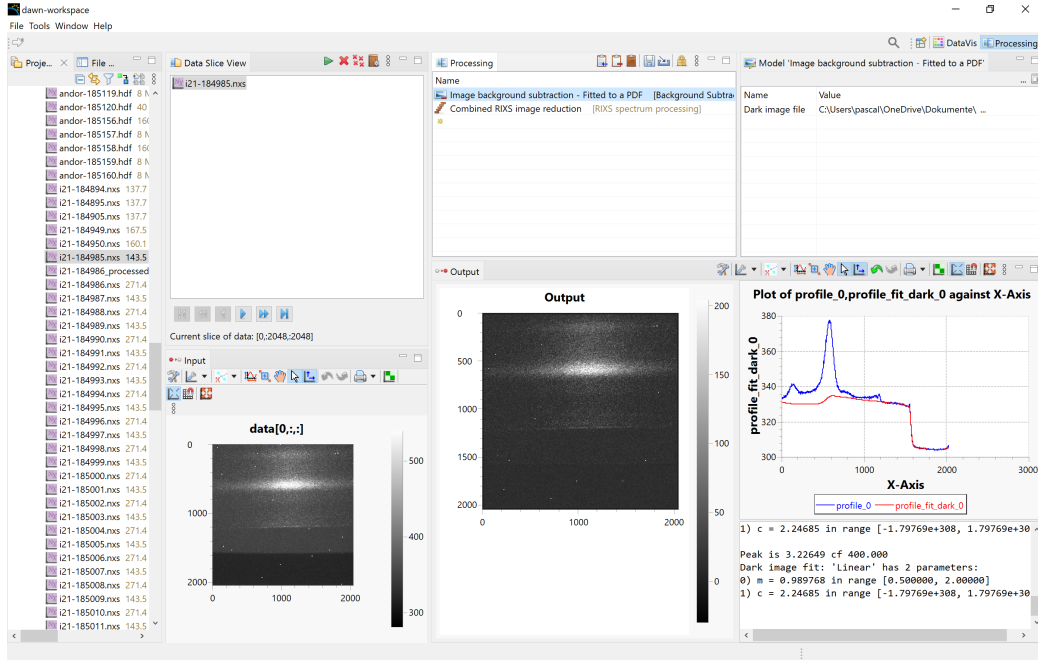 dawn-workspace
File Tools Window Help
DataVis
Processing
Proje...
File ...
andor-185119.hdf 8 M
andor-185120.hdf 40
andor-185156.hdf 160
andor-185157.hdf 8 M
andor-185158.hdf 160
andor-185159.hdf 8 M
andor-185160.hdf 8 M
i21-184894.nxs 137.7
i21-184895.nxs 137.7
i21-184905.nxs 137.7
i21-184949.nxs 167.5
i21-184950.nxs 160.1
i21-184985.nxs 143.5
i21-184986_processed
i21-184986.nxs 271.4
i21-184987.nxs 143.5
i21-184988.nxs 271.4
i21-184989.nxs 143.5
i21-184990.nxs 271.4
i21-184991.nxs 143.5
i21-184992.nxs 271.4
i21-184993.nxs 143.5
i21-184994.nxs 271.4
i21-184995.nxs 143.5
i21-184996.nxs 271.4
i21-184997.nxs 143.5
i21-184998.nxs 271.4
i21-184999.nxs 143.5
i21-185000.nxs 271.4
i21-185001.nxs 143.5
i21-185002.nxs 271.4
i21-185003.nxs 143.5
i21-185004.nxs 271.4
i21-185005.nxs 143.5
i21-185006.nxs 271.4
i21-185007.nxs 143.5
i21-185008.nxs 271.4
i21-185009.nxs 143.5
i21-185010.nxs 271.4
i21-185011.nxs 143.5
Data Slice View
i21-184985.nxs
Current slice of data: [0,:2048,:2048]
Input
data[0,:,:]
0
1000
2000
0 1000 2000
500
400
300
Processing
Name
Image background subtraction - Fitted to a PDF [Background Subtra
Combined RIXS image reduction [RIXS spectrum processing]
Model 'Image background subtraction - Fitted to a PDF'
Name Value
Dark image file C:\Users\pascal\OneDrive\Dokumente\ ...
Output
Output
0
500
1000
1500
2000
0 1000 2000
200
150
100
50
0
Plot of profile_0,profile_fit_dark_0 against X-Axis
profile_fit_dark_0
380
360
340
320
300
0 1000 2000 3000
X-Axis
profile_0 profile_fit_dark_0
1) c = 2.24685 in range [-1.79769e+308, 1.79769e+30
Peak is 3.22649 cf 400.000
Dark image fit: 'Linear' has 2 parameters:
0) m = 0.989768 in range [0.500000, 2.00000]
1) c = 2.24685 in range [-1.79769e+308, 1.79769e+30